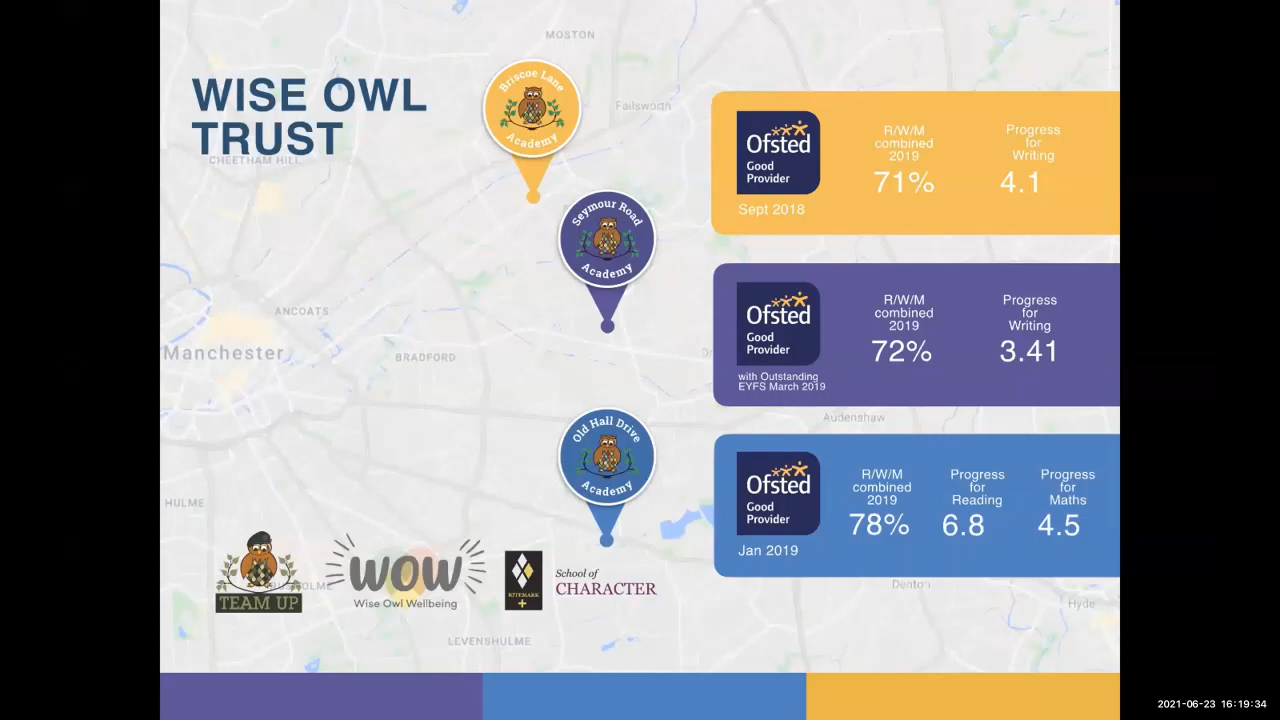 MOSTON
WISE OWL
TRUST
CHEETHAM HILL
Briscoe Lane
Academy
Failsworth
Ofsted
Good
Provider
Sept 2018
R/W/M
combined
2019
71%
Progress
for
Writing
4.1
Seymour Road
Academy
ANCOATS
Manchester
BRADFORD
Ofsted
Good
Provider
with Outstanding
EYFS March 2019
R/W/M
combined
2019
72%
Progress
for
Writing
3.41
Audenshaw
Old Hall Drive
Academy
HULME
Ofsted
Good
Provider
Jan 2019
R/W/M
combined
2019
78%
Progress
for
Reading
6.8
Progress
for
Maths
4.5
TEAM UP
WOW
Wise Owl Wellbeing
KITEMARK
+
School of
CHARACTER
Denton
Hyde
LEVENSHULME
2021-06-23 16:19:34